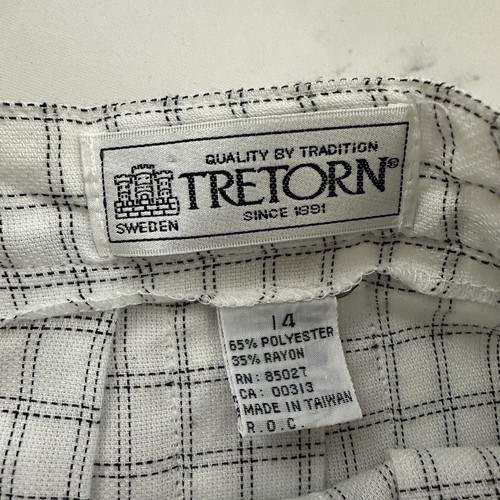 QUALITY BY TRADITION
TRETORN®
SINCE 1891
SWEDEN
14
65% POLYESTER
35% RAYON
RN: 85027
CA: 00313
MADE IN TAIWAN
R.O.C.